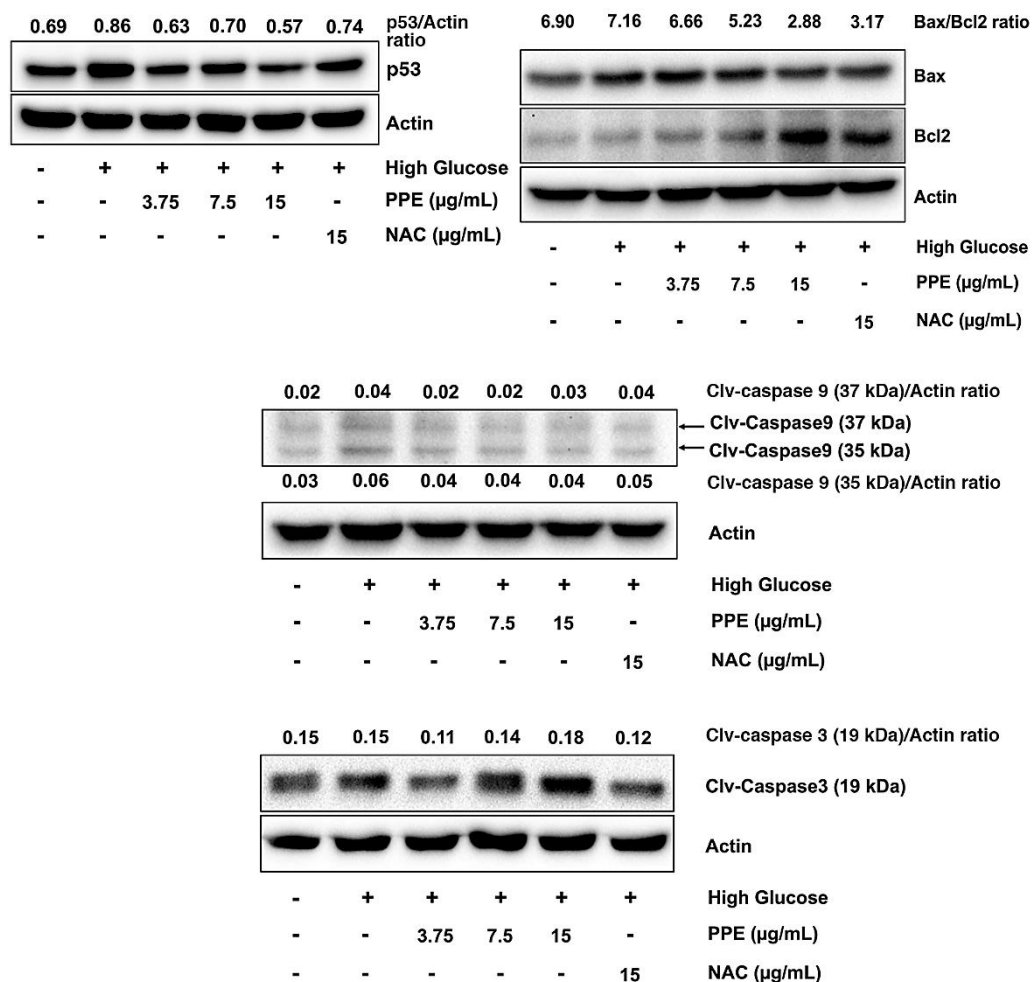 0.69 0.86 0.63 0.70 0.57 0.74 p53/Actin ratio
p53
Actin
- + + + + + High Glucose
- - 3.75 7.5 15 - PPE (µg/mL)
- - - - - 15 NAC (µg/mL)
6.90 7.16 6.66 5.23 2.88 3.17 Bax/Bcl2 ratio
Bax
Bcl2
Actin
- + + + + + High Glucose
- - 3.75 7.5 15 - PPE (µg/mL)
- - - - - 15 NAC (µg/mL)
0.02 0.04 0.02 0.02 0.03 0.04 Clv-caspase 9 (37 kDa)/Actin ratio
Clv-Caspase9 (37 kDa)
Clv-Caspase9 (35 kDa)
0.03 0.06 0.04 0.04 0.04 0.05 Clv-caspase 9 (35 kDa)/Actin ratio
Actin
- + + + + + High Glucose
- - 3.75 7.5 15 - PPE (µg/mL)
- - - - - 15 NAC (µg/mL)
0.15 0.15 0.11 0.14 0.18 0.12 Clv-caspase 3 (19 kDa)/Actin ratio
Clv-Caspase3 (19 kDa)
Actin
- + + + + + High Glucose
- - 3.75 7.5 15 - PPE (µg/mL)
- - - - - 15 NAC (µg/mL)